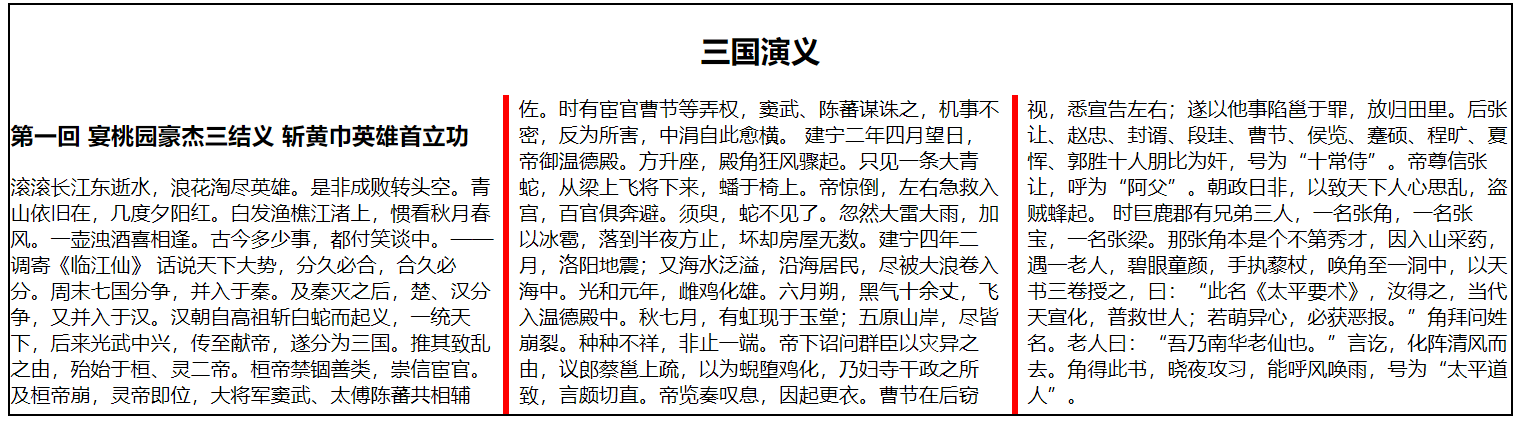 三国演义
第一回 宴桃园豪杰三结义 斩黄巾英雄首立功
滚滚长江东逝水，浪花淘尽英雄。是非成败转头空。青
山依旧在，几度夕阳红。白发渔樵江渚上，惯看秋月春
风。一壶浊酒喜相逢。古今多少事，都付笑谈中。——
调寄《临江仙》 话说天下大势，分久必合，合久必
分。周末七国分争，并入于秦。及秦灭之后，楚、汉分
争，又并入于汉。汉朝自高祖斩白蛇而起义，一统天
下，后来光武中兴，传至献帝，遂分为三国。推其致乱
之由，殆始于桓、灵二帝。桓帝禁锢善类，崇信宦官。
及桓帝崩，灵帝即位，大将军窦武、太傅陈蕃共相辅
佐。时有宦官曹节等弄权，窦武、陈蕃谋诛之，机事不
密，反为所害，中涓自此愈横。 建宁二年四月望日，
帝御温德殿。方升座，殿角狂风骤起。只见一条大青
蛇，从梁上飞将下来，蟠于椅上。帝惊倒，左右急救入
宫，百官俱奔避。须臾，蛇不见了。忽然大雷大雨，加
以冰雹，落到半夜方止，坏却房屋无数。建宁四年二
月，洛阳地震；又海水泛溢，沿海居民，尽被大浪卷入
海中。光和元年，雌鸡化雄。六月朔，黑气十余丈，飞
入温德殿中。秋七月，有虹现于玉堂；五原山岸，尽皆
崩裂。种种不祥，非止一端。帝下诏问群臣以灾异之
由，议郎蔡邕上疏，以为蜺堕鸡化，乃妇寺干政之所
致，言颇切直。帝览奏叹息，因起更衣。曹节在后窃
视，悉宣告左右；遂以他事陷邕于罪，放归田里。后张
让、赵忠、封谞、段珪、曹节、侯览、蹇硕、程旷、夏
恽、郭胜十人朋比为奸，号为“十常侍”。帝尊信张
让，呼为“阿父”。朝政日非，以致天下人心思乱，盗
贼蜂起。 时巨鹿郡有兄弟三人，一名张角，一名张
宝，一名张梁。那张角本是个不第秀才，因入山采药，
遇一老人，碧眼童颜，手执藜杖，唤角至一洞中，以天
书三卷授之，曰：“此名《太平要术》，汝得之，当代
天宣化，普救世人；若萌异心，必获恶报。”角拜问姓
名。老人曰：“吾乃南华老仙也。”言讫，化阵清风而
去。角得此书，晓夜攻习，能呼风唤雨，号为“太平道
人”。